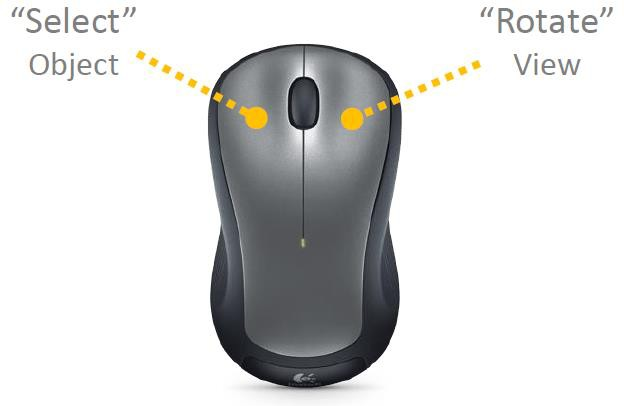 “Select”
Object
“Rotate”
View